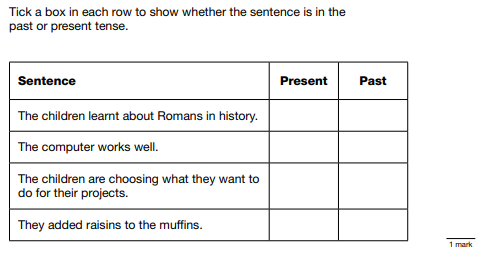 Tick a box in each row to show whether the sentence is in the
past or present tense.
Sentence Present Past
The children learnt about Romans in history.
The computer works well.
The children are choosing what they want to
do for their projects.
They added raisins to the muffins.
1 mark